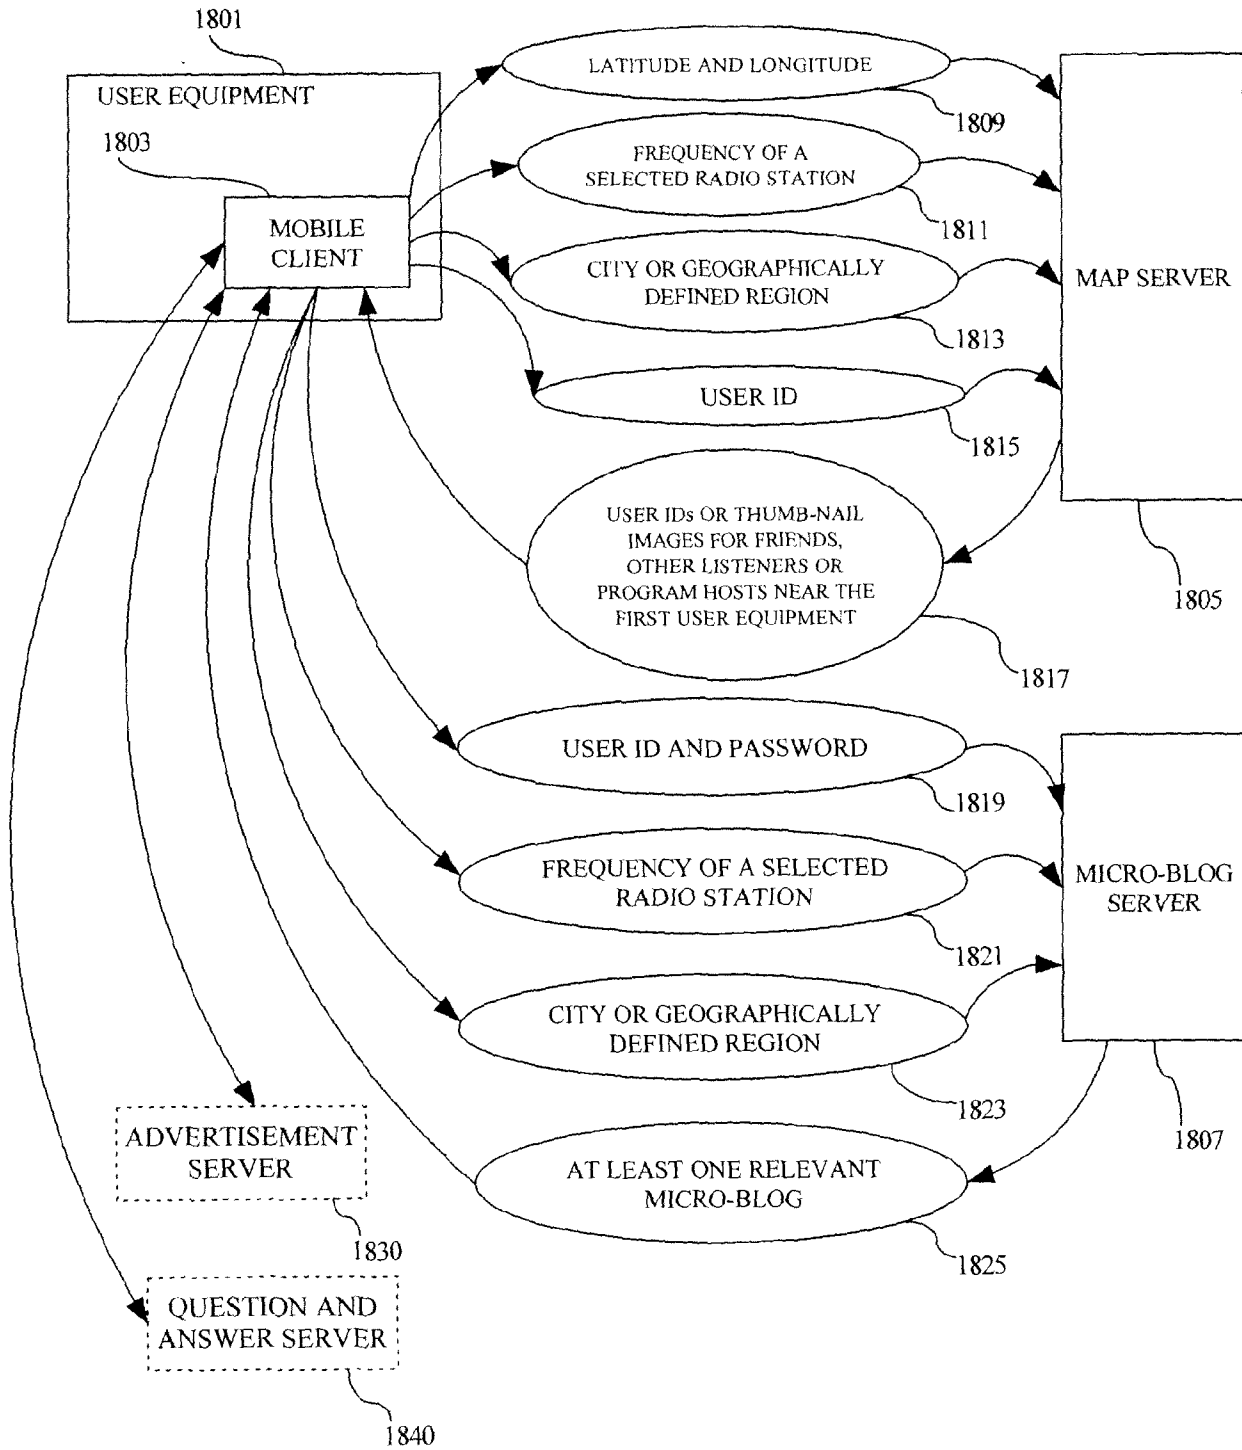 1801
USER EQUIPMENT
1803
MOBILE
CLIENT
LATITUDE AND LONGITUDE
1809
FREQUENCY OF A
SELECTED RADIO STATION
1811
CITY OR GEOGRAPHICALLY
DEFINED REGION
1813
USER ID
1815
MAP SERVER
1805
USER IDs OR THUMB-NAIL
IMAGES FOR FRIENDS,
OTHER LISTENERS OR
PROGRAM HOSTS NEAR THE
FIRST USER EQUIPMENT
1817
USER ID AND PASSWORD
1819
FREQUENCY OF A SELECTED
RADIO STATION
1821
MICRO-BLOG
SERVER
CITY OR GEOGRAPHICALLY
DEFINED REGION
1823
1807
AT LEAST ONE RELEVANT
MICRO-BLOG
1825
ADVERTISEMENT
SERVER
1830
QUESTION AND
ANSWER SERVER
1840